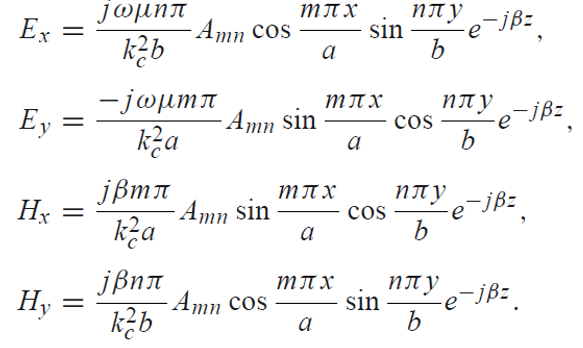 E_x = \frac{j\omega\mu n\pi}{k_c^2 b} A_{mn} \cos \frac{m\pi x}{a} \sin \frac{n\pi y}{b} e^{-j\beta z},
E_y = \frac{-j\omega\mu m\pi}{k_c^2 a} A_{mn} \sin \frac{m\pi x}{a} \cos \frac{n\pi y}{b} e^{-j\beta z},
H_x = \frac{j\beta m\pi}{k_c^2 a} A_{mn} \sin \frac{m\pi x}{a} \cos \frac{n\pi y}{b} e^{-j\beta z},
H_y = \frac{j\beta n\pi}{k_c^2 b} A_{mn} \cos \frac{m\pi x}{a} \sin \frac{n\pi y}{b} e^{-j\beta z}.